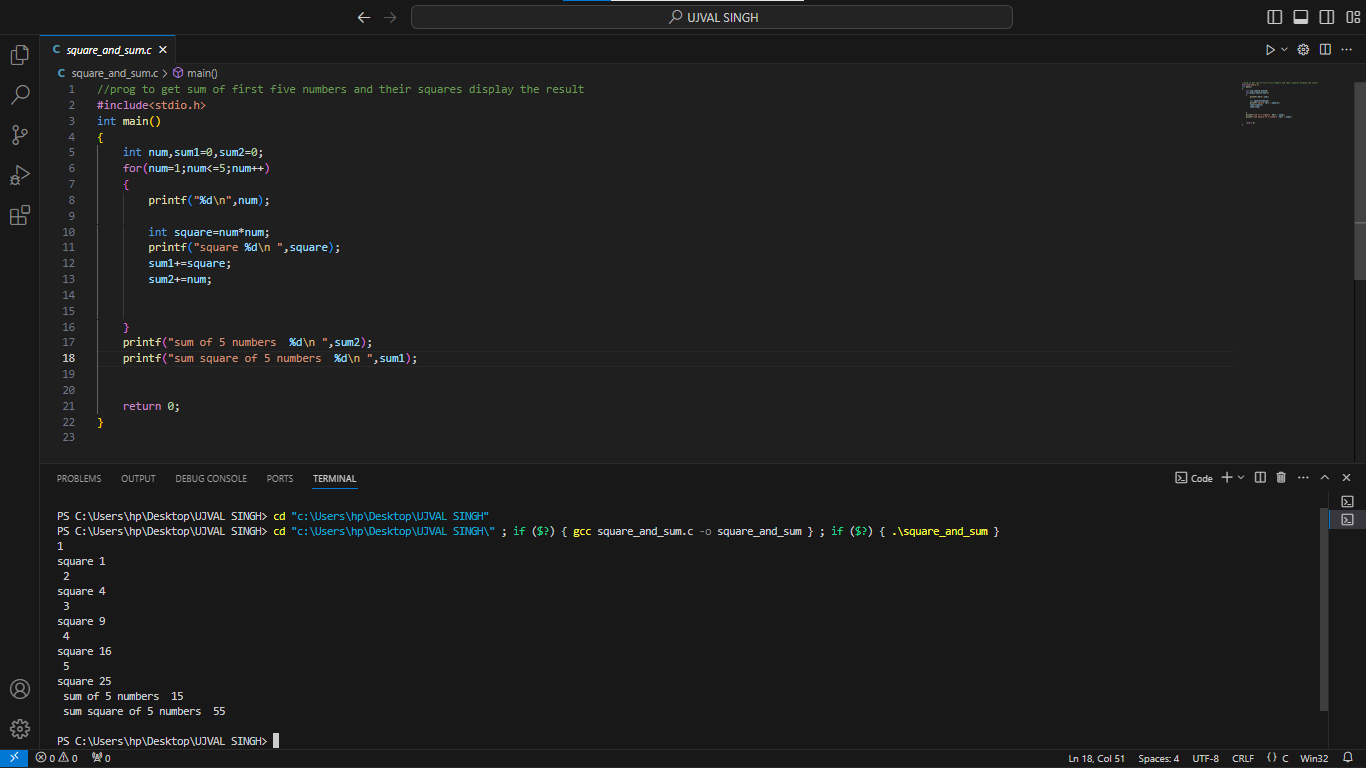 UJVAL SINGH
C square_and_sum.c
C square_and_sum.c > main()
1 //prog to get sum of first five numbers and their squares display the result
2 #include<stdio.h>
3 int main()
4 {
5 int num,sum1=0,sum2=0;
6 for(num=1;num<=5;num++)
7 {
8 printf("%d\n",num);
9
10 int square=num*num;
11 printf("square %d\n ",square);
12 sum1+=square;
13 sum2+=num;
14
15
16 }
17 printf("sum of 5 numbers  %d\n ",sum2);
18 printf("sum square of 5 numbers  %d\n ",sum1);
19
20
21 return 0;
22 }
23
PROBLEMS OUTPUT DEBUG CONSOLE PORTS TERMINAL Code
PS C:\Users\hp\Desktop\UJVAL SINGH> cd "c:\Users\hp\Desktop\UJVAL SINGH"
PS C:\Users\hp\Desktop\UJVAL SINGH> cd "c:\Users\hp\Desktop\UJVAL SINGH\" ; if ($?) { gcc square_and_sum.c -o square_and_sum } ; if ($?) { .\square_and_sum }
1
square 1
2
square 4
3
square 9
4
square 16
5
square 25
sum of 5 numbers  15
sum square of 5 numbers  55
PS C:\Users\hp\Desktop\UJVAL SINGH>
0 0 0 Ln 18, Col 51 Spaces: 4 UTF-8 CRLF {} C Win32